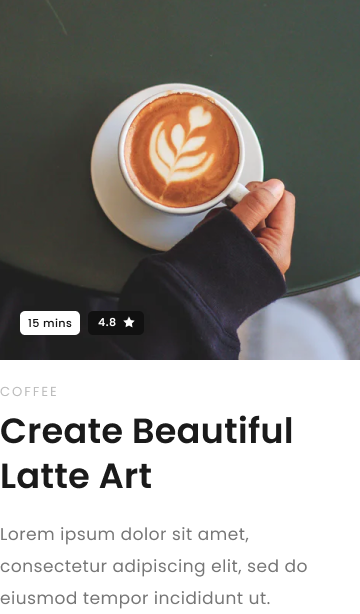 15 mins
4.8
COFFEE
Create Beautiful
Latte Art
Lorem ipsum dolor sit amet,
consectetur adipiscing elit, sed do
eiusmod tempor incididunt ut.